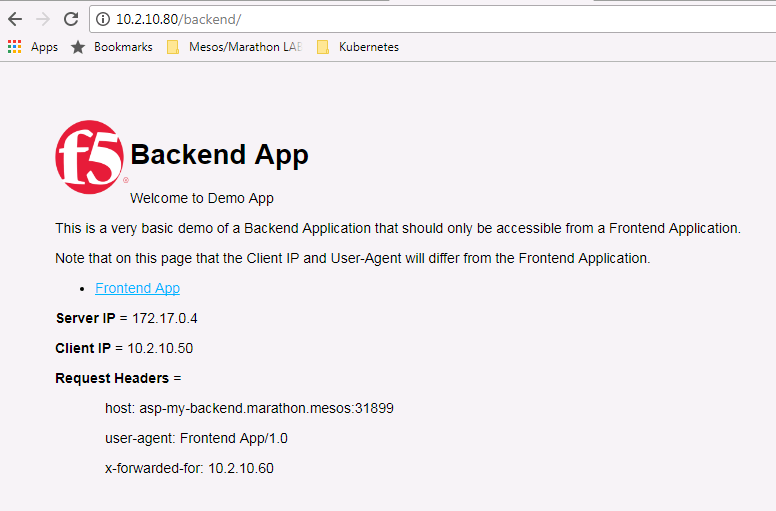 10.2.10.80/backend/
Apps Bookmarks Mesos/Marathon LAE Kubernetes
f5 ®
Backend App
Welcome to Demo App
This is a very basic demo of a Backend Application that should only be accessible from a Frontend Application.
Note that on this page that the Client IP and User-Agent will differ from the Frontend Application.
• Frontend App
Server IP = 172.17.0.4
Client IP = 10.2.10.50
Request Headers =
host: asp-my-backend.marathon.mesos:31899
user-agent: Frontend App/1.0
x-forwarded-for: 10.2.10.60